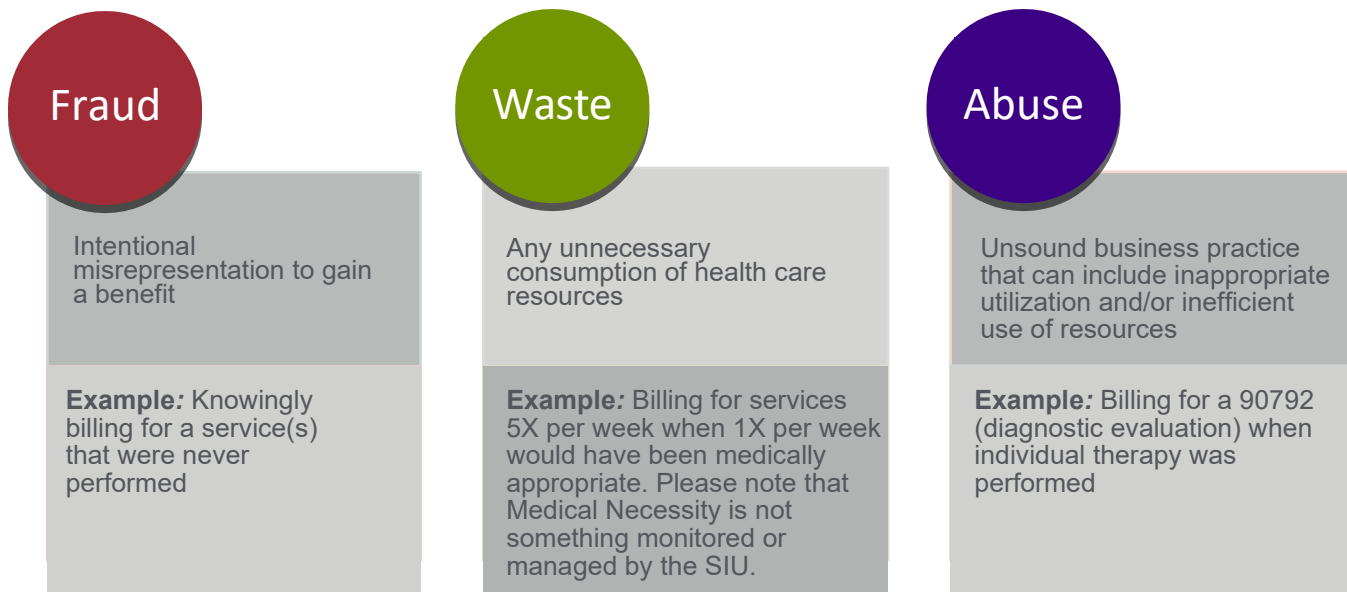 Fraud
Intentional
misrepresentation to gain
a benefit
Example: Knowingly
billing for a service(s)
that were never
performed
Waste
Any unnecessary
consumption of health care
resources
Example: Billing for services
5X per week when 1X per week
would have been medically
appropriate. Please note that
Medical Necessity is not
something monitored or
managed by the SIU.
Abuse
Unsound business practice
that can include inappropriate
utilization and/or inefficient
use of resources
Example: Billing for a 90792
(diagnostic evaluation) when
individual therapy was
performed